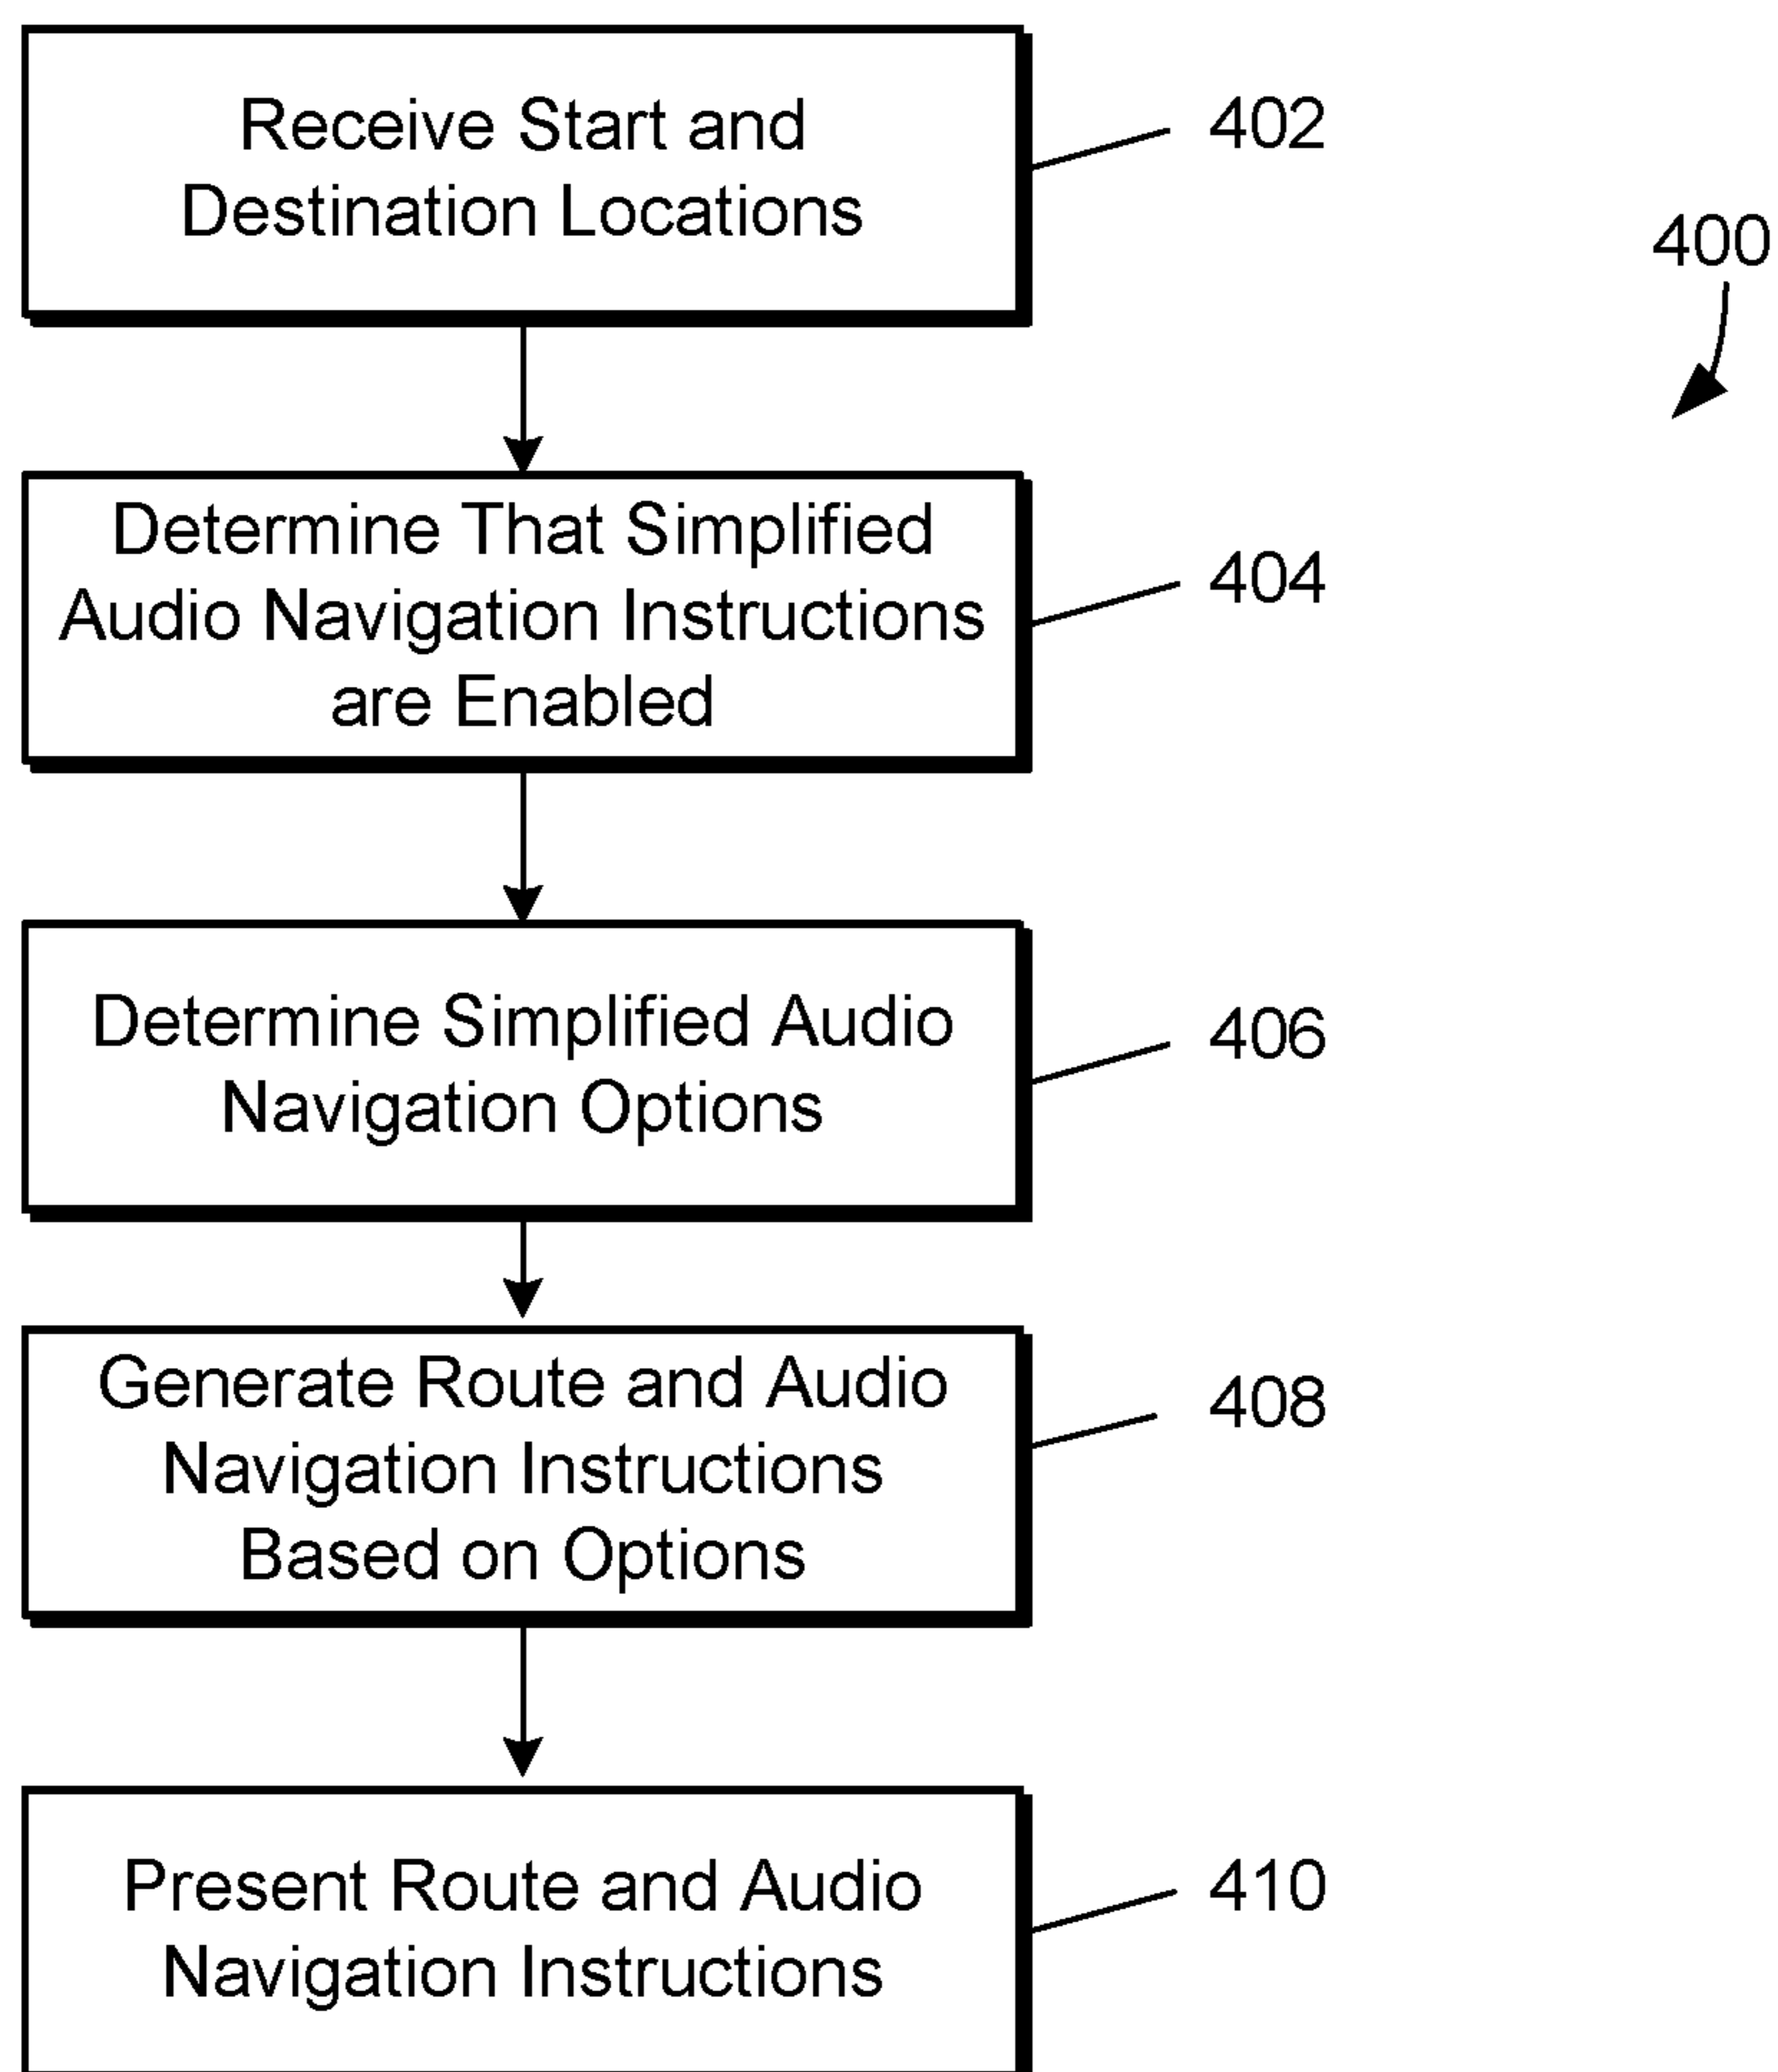 Receive Start and
Destination Locations
402
400
Determine That Simplified
Audio Navigation Instructions
are Enabled
404
Determine Simplified Audio
Navigation Options
406
Generate Route and Audio
Navigation Instructions
Based on Options
408
Present Route and Audio
Navigation Instructions
410